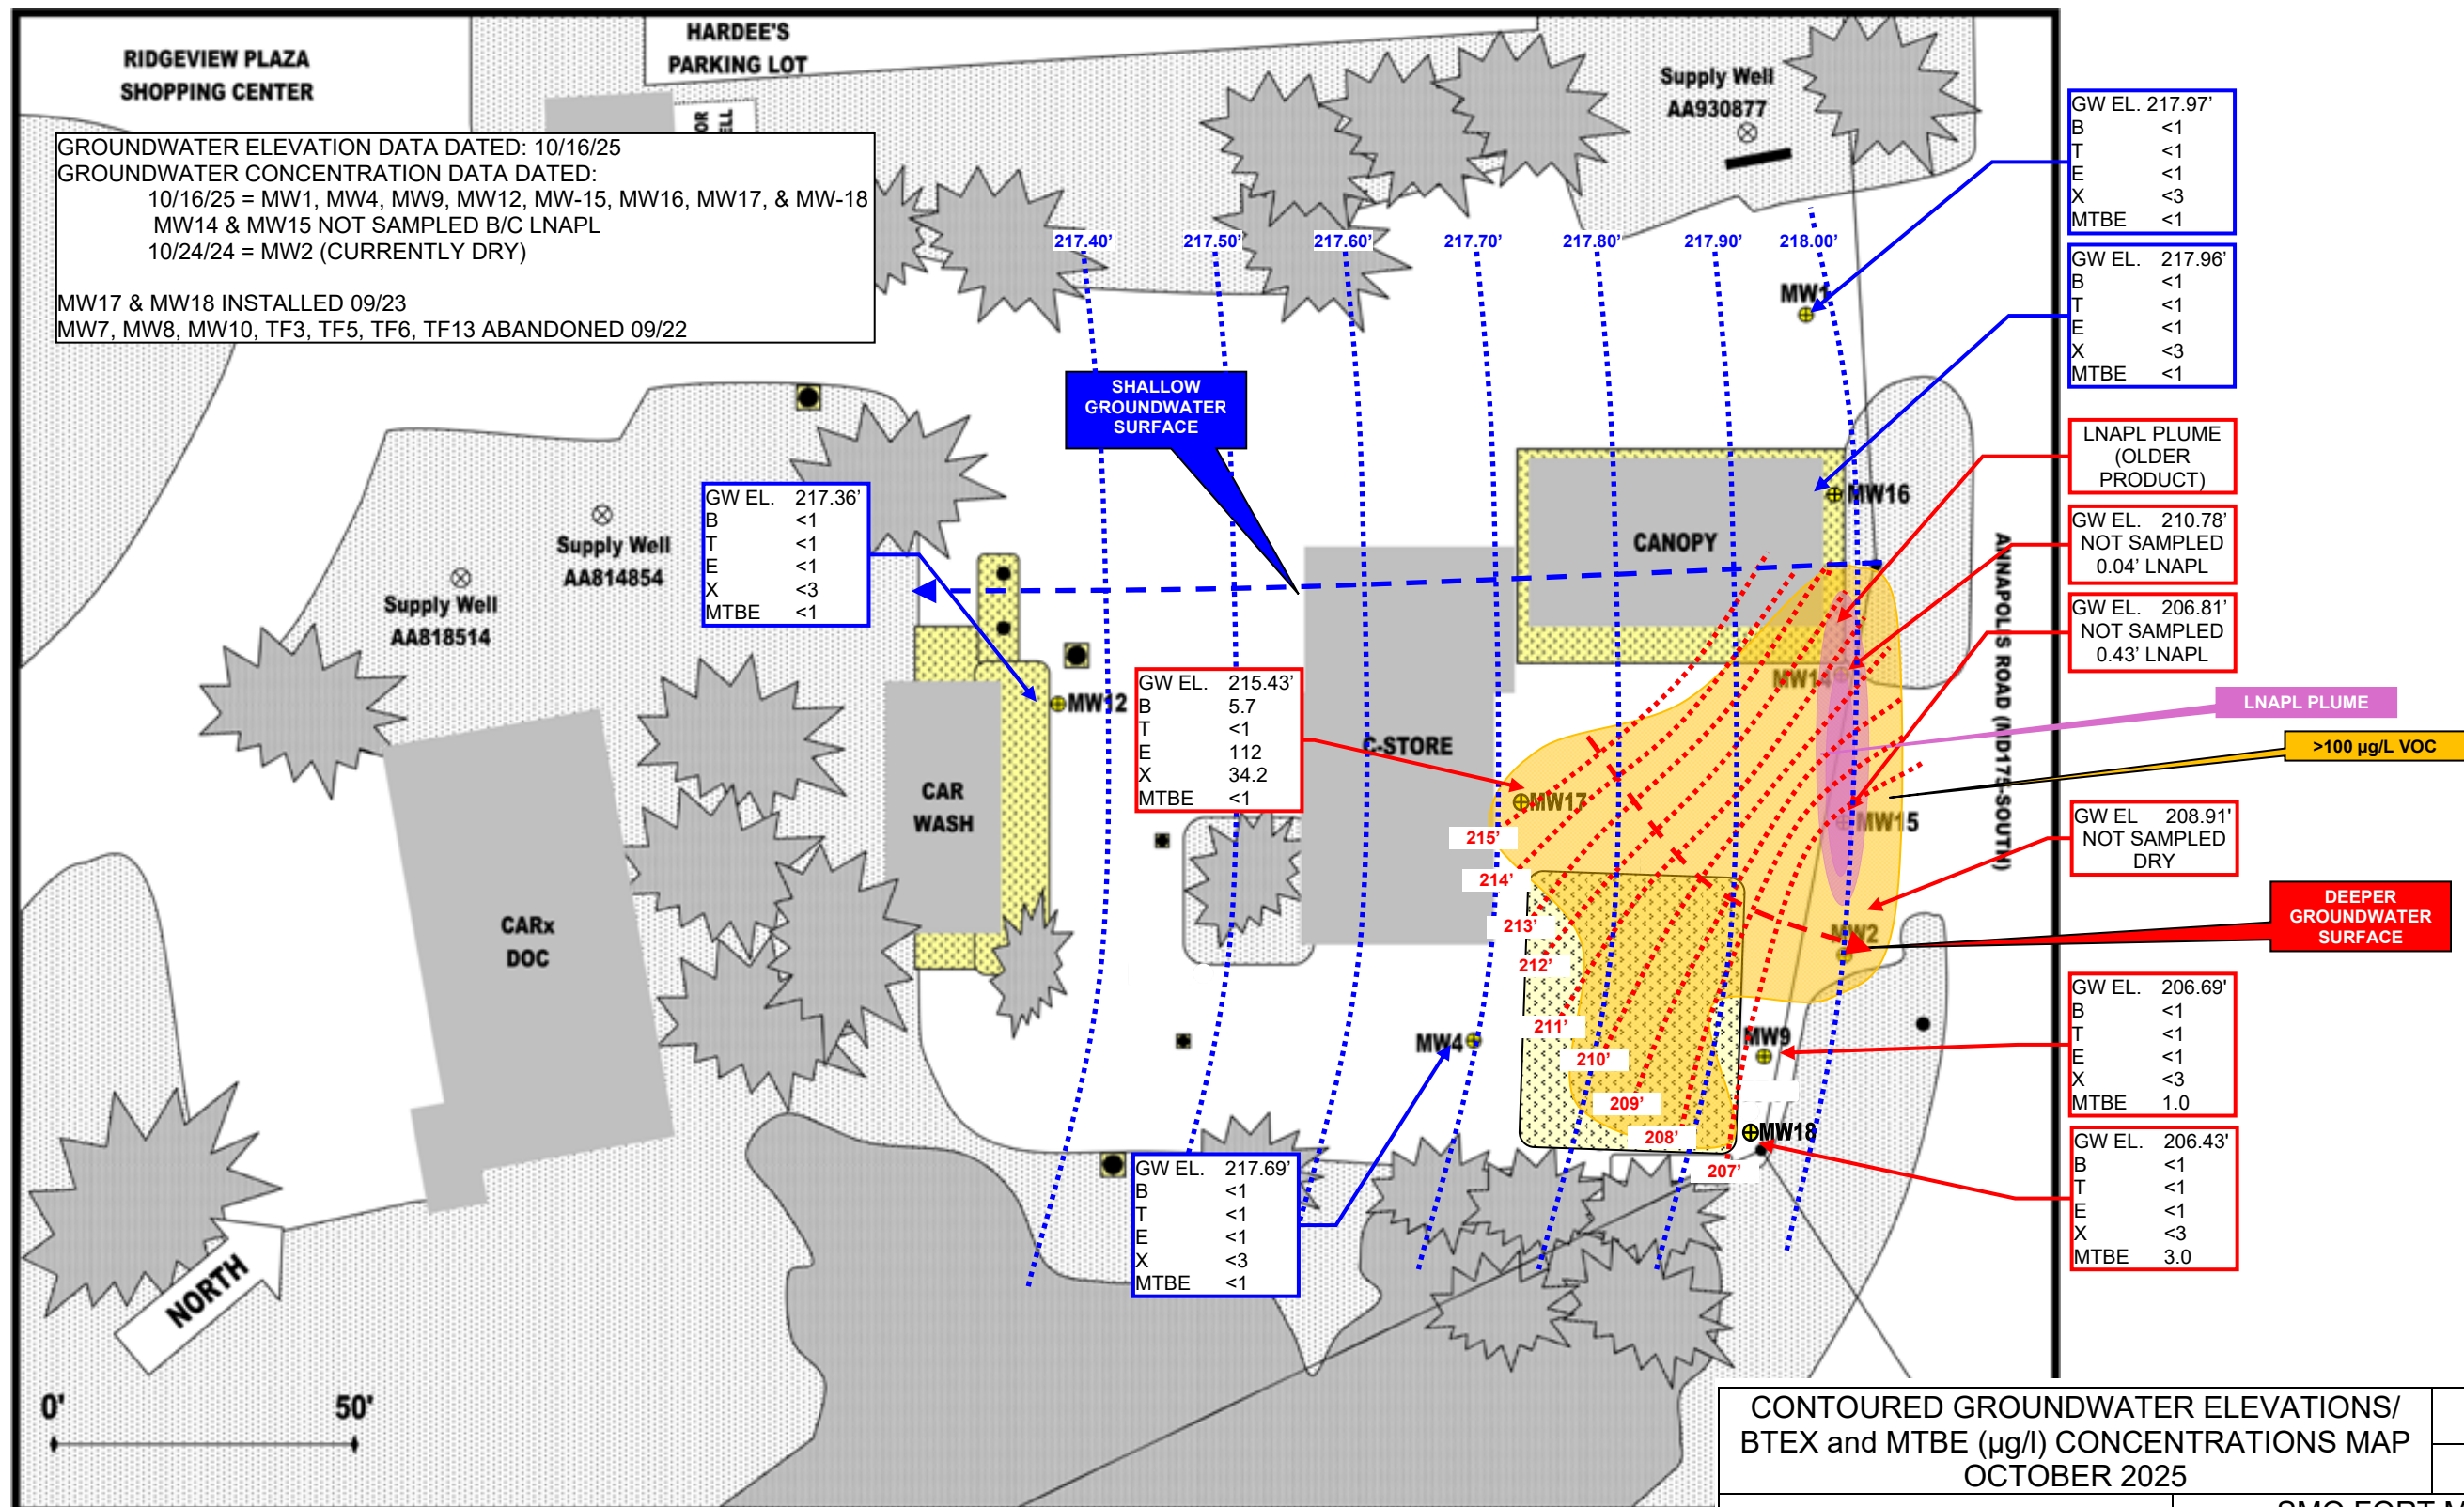 RIDGEVIEW PLAZA
SHOPPING CENTER
HARDEE'S
PARKING LOT
Supply Well
AA930877
OR
ELL
GROUNDWATER ELEVATION DATA DATED: 10/16/25
GROUNDWATER CONCENTRATION DATA DATED:
10/16/25 = MW1, MW4, MW9, MW12, MW-15, MW16, MW17, & MW-18
MW14 & MW15 NOT SAMPLED B/C LNAPL
10/24/24 = MW2 (CURRENTLY DRY)
MW17 & MW18 INSTALLED 09/23
MW7, MW8, MW10, TF3, TF5, TF6, TF13 ABANDONED 09/22
217.40'
217.50'
217.60'
217.70'
217.80'
217.90'
218.00'
GW EL. 217.97'
B <1
T <1
E <1
X <3
MTBE <1
MW1
GW EL. 217.96'
B <1
T <1
E <1
X <3
MTBE <1
SHALLOW
GROUNDWATER
SURFACE
LNAPL PLUME
(OLDER
PRODUCT)
MW16
CANOPY
GW EL. 217.36'
B <1
T <1
E <1
X <3
MTBE <1
Supply Well
AA814854
Supply Well
AA818514
GW EL. 210.78'
NOT SAMPLED
0.04' LNAPL
GW EL. 206.81'
NOT SAMPLED
0.43' LNAPL
ANNAPOLIS ROAD (MD175-SOUTH)
MW14
MW12
GW EL. 215.43'
B 5.7
T <1
E 112
X 34.2
MTBE <1
C-STORE
LNAPL PLUME
>100 µg/L VOC
CAR
WASH
MW17
MW15
GW EL 208.91'
NOT SAMPLED
DRY
215'
214'
213'
212'
211'
210'
209'
208'
207'
CARx
DOC
MW2
DEEPER
GROUNDWATER
SURFACE
MW4
MW9
GW EL. 206.69'
B <1
T <1
E <1
X <3
MTBE 1.0
MW18
GW EL. 206.43'
B <1
T <1
E <1
X <3
MTBE 3.0
GW EL. 217.69'
B <1
T <1
E <1
X <3
MTBE <1
NORTH
0' 50'
CONTOURED GROUNDWATER ELEVATIONS/
BTEX and MTBE (µg/l) CONCENTRATIONS MAP
OCTOBER 2025
SMO FORT M